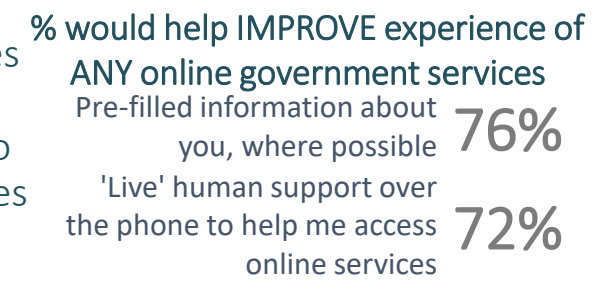 % would help IMPROVE experience of
ANY online government services
Pre-filled information about
you, where possible 76%
'Live' human support over
the phone to help me access
online services 72%